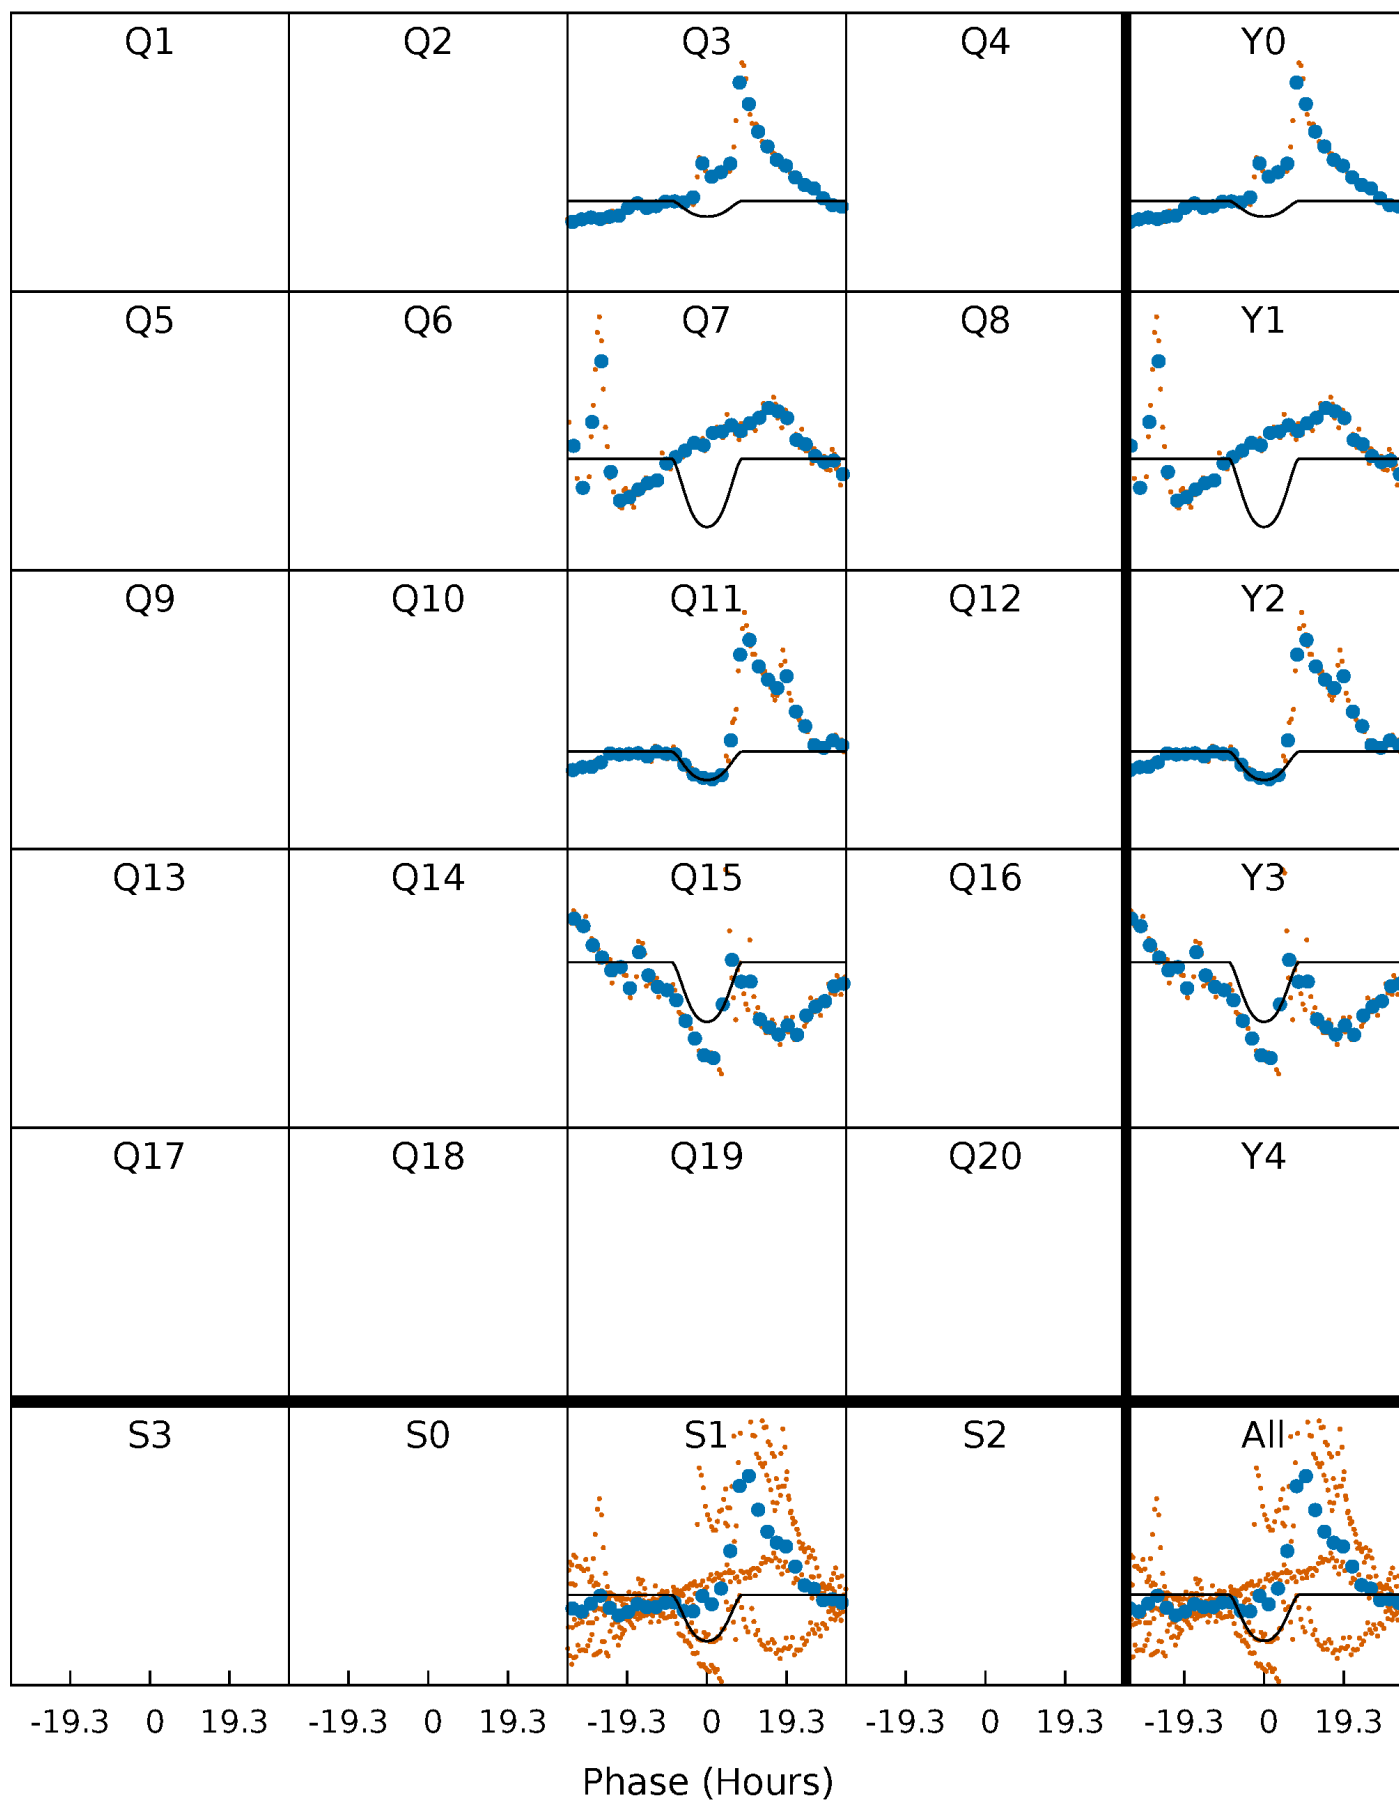 Q1 Q2 Q3 Q4 Y0
Q5 Q6 Q7 Q8 Y1
Q9 Q10 Q11 Q12 Y2
Q13 Q14 Q15 Q16 Y3
Q17 Q18 Q19 Q20 Y4
S3 S0 S1 S2 All
-19.3 0 19.3 -19.3 0 19.3 -19.3 0 19.3 -19.3 0 19.3 -19.3 0 19.3
Phase (Hours)